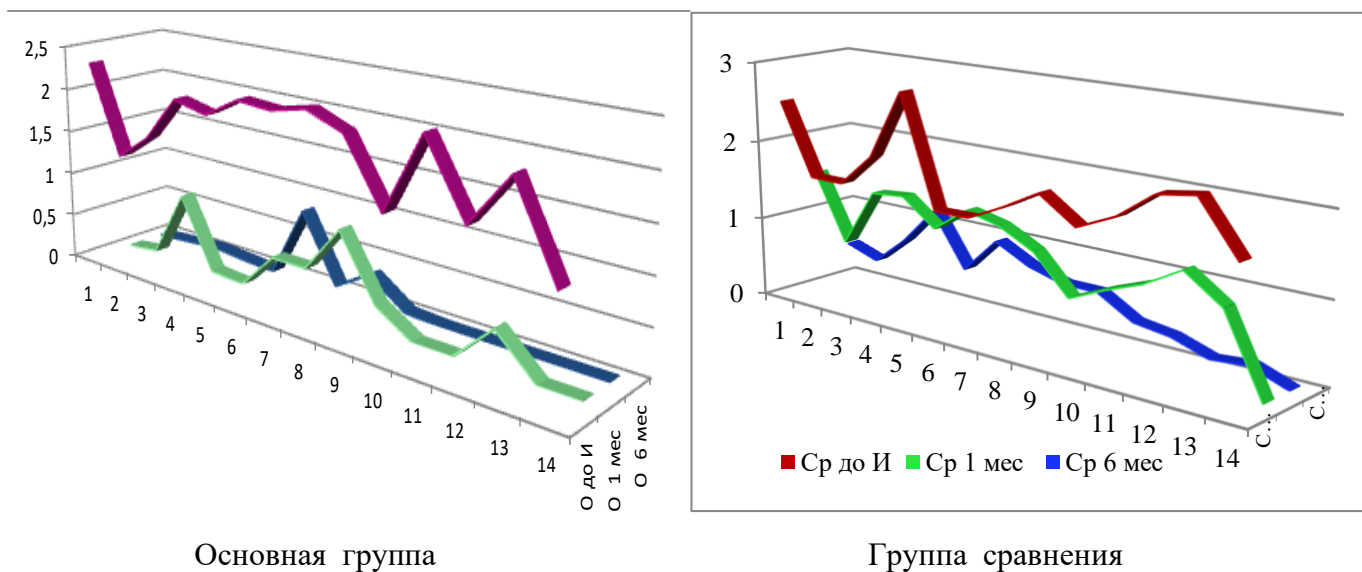 2,5
2
1,5
1
0,5
0
1 2 3 4 5 6 7 8 9 10 11 12 13 14
О до И
О 1 мес
О 6 мес
Основная группа
3
2
1
0
1 2 3 4 5 6 7 8 9 10 11 12 13 14
С...
С...
Ср до И Ср 1 мес Ср 6 мес
Группа сравнения